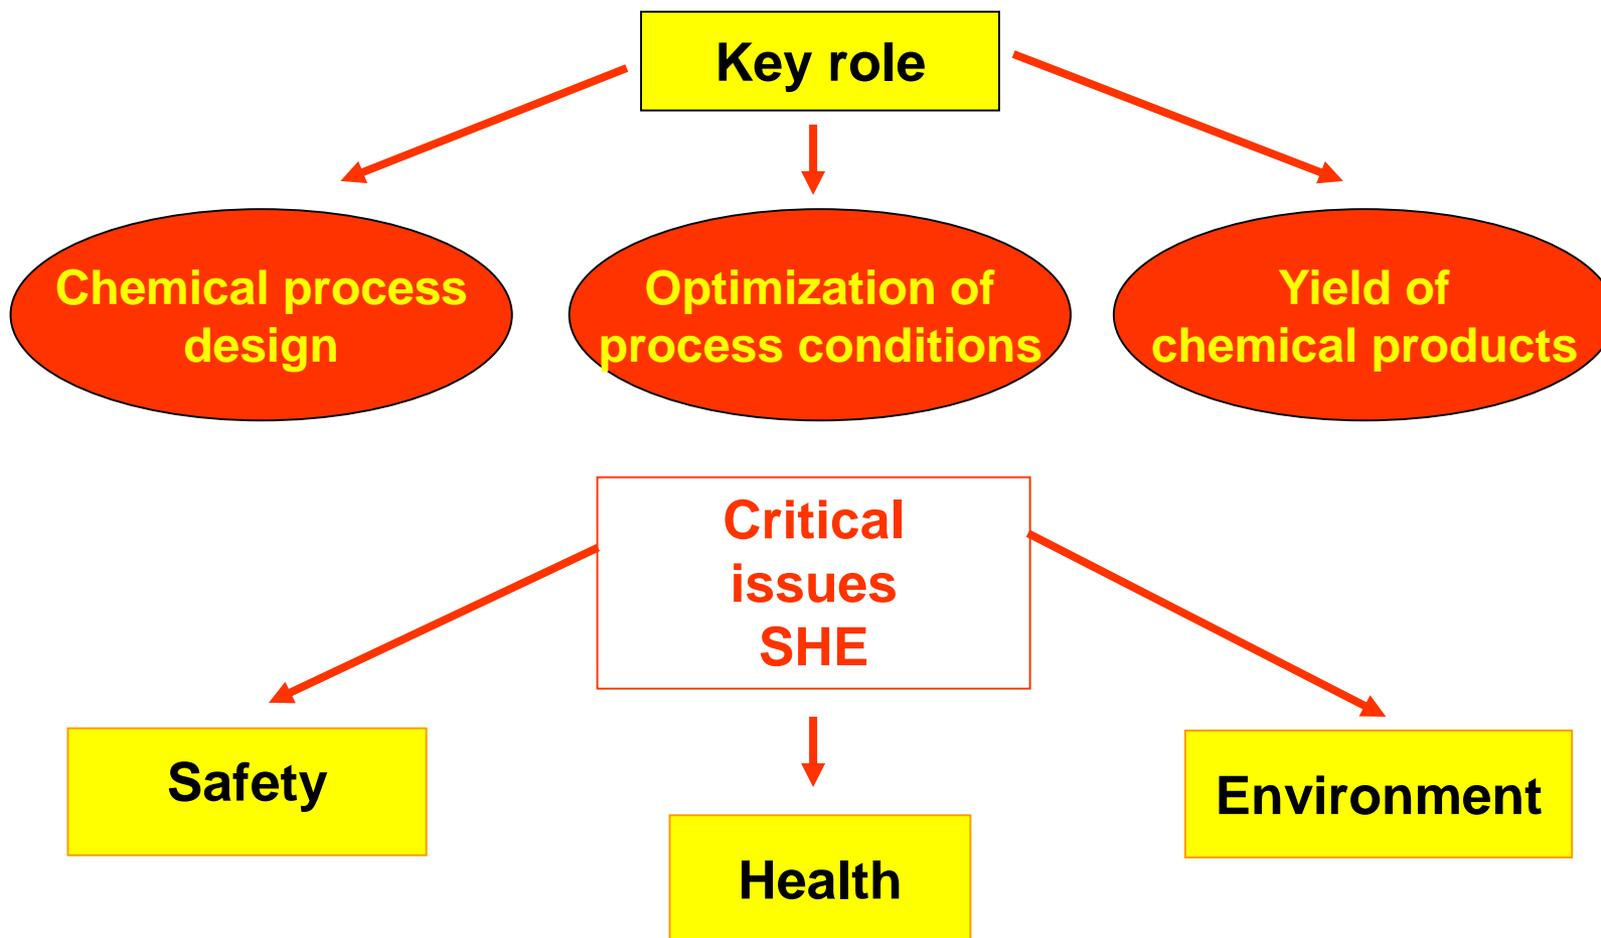 Key role
Chemical process
design
Optimization of
process conditions
Yield of
chemical products
Critical
issues
SHE
Safety
Health
Environment